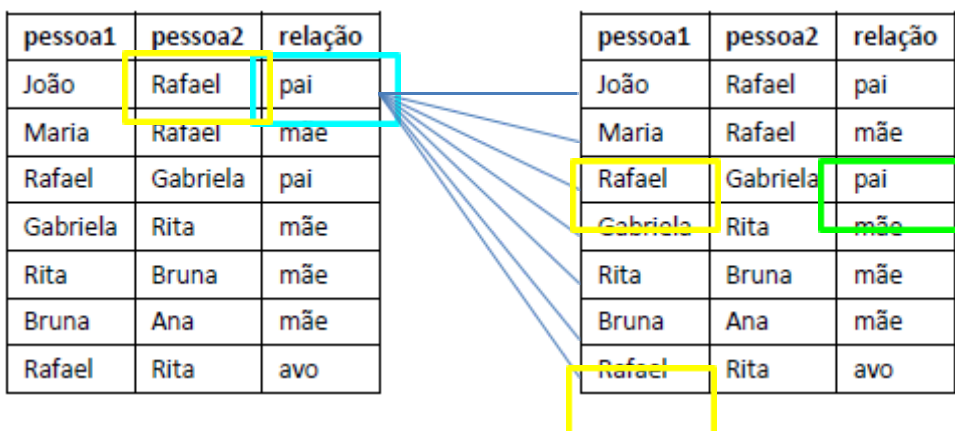 pessoa1 pessoa2 relação
João Rafael pai
Maria Rafael mãe
Rafael Gabriela pai
Gabriela Rita mãe
Rita Bruna mãe
Bruna Ana mãe
Rafael Rita avo
pessoa1 pessoa2 relação
João Rafael pai
Maria Rafael mãe
Rafael Gabriela pai
Gabriela Rita mãe
Rita Bruna mãe
Bruna Ana mãe
Rafael Rita avo